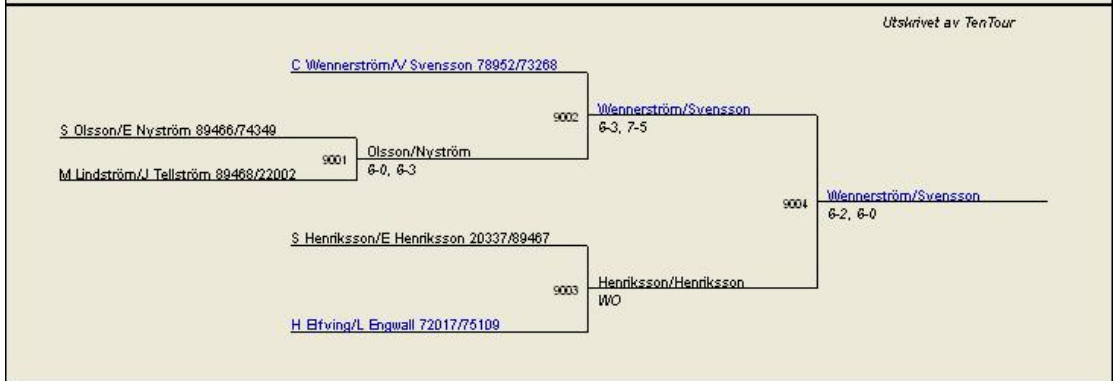 Utskrivet av TenTour
C Wennerström/V Svensson 78952/73268
9002
Wennerström/Svensson
6-3, 7-5
S Olsson/E Nyström 89466/74349
9001
Olsson/Nyström
6-0, 6-3
M Lindström/J Tellström 89468/22002
9004
Wennerström/Svensson
6-2, 6-0
S Henriksson/E Henriksson 20337/89467
9003
Henriksson/Henriksson
WO
H Elfving/L Engwall 72017/75109